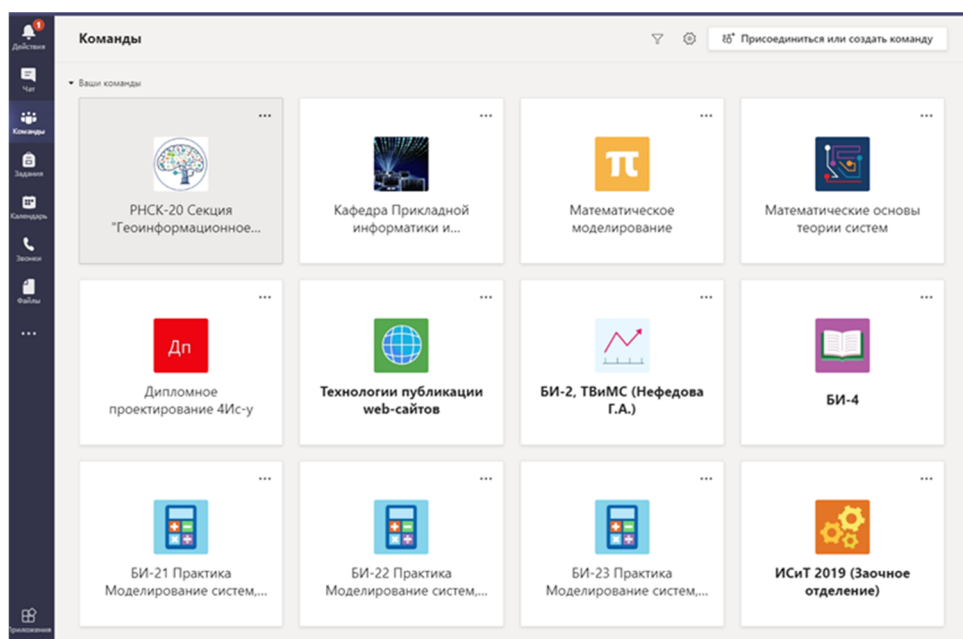 1
Действия
Чат
Команды
Задания
Календарь
Звонки
Файлы
Приложения
Команды
Присоединиться или создать команду
Ваши команды
РНСК-20 Секция
"Геоинформационное...
Кафедра Прикладной
информатики и...
π
Математическое
моделирование
Математические основы
теории систем
Дп
Дипломное
проектирование 4Ис-у
Технологии публикации
web-сайтов
БИ-2, ТВиМС (Нефедова
Г.А.)
БИ-4
БИ-21 Практика
Моделирование систем,...
БИ-22 Практика
Моделирование систем,...
БИ-23 Практика
Моделирование систем,...
ИСиТ 2019 (Заочное
отделение)